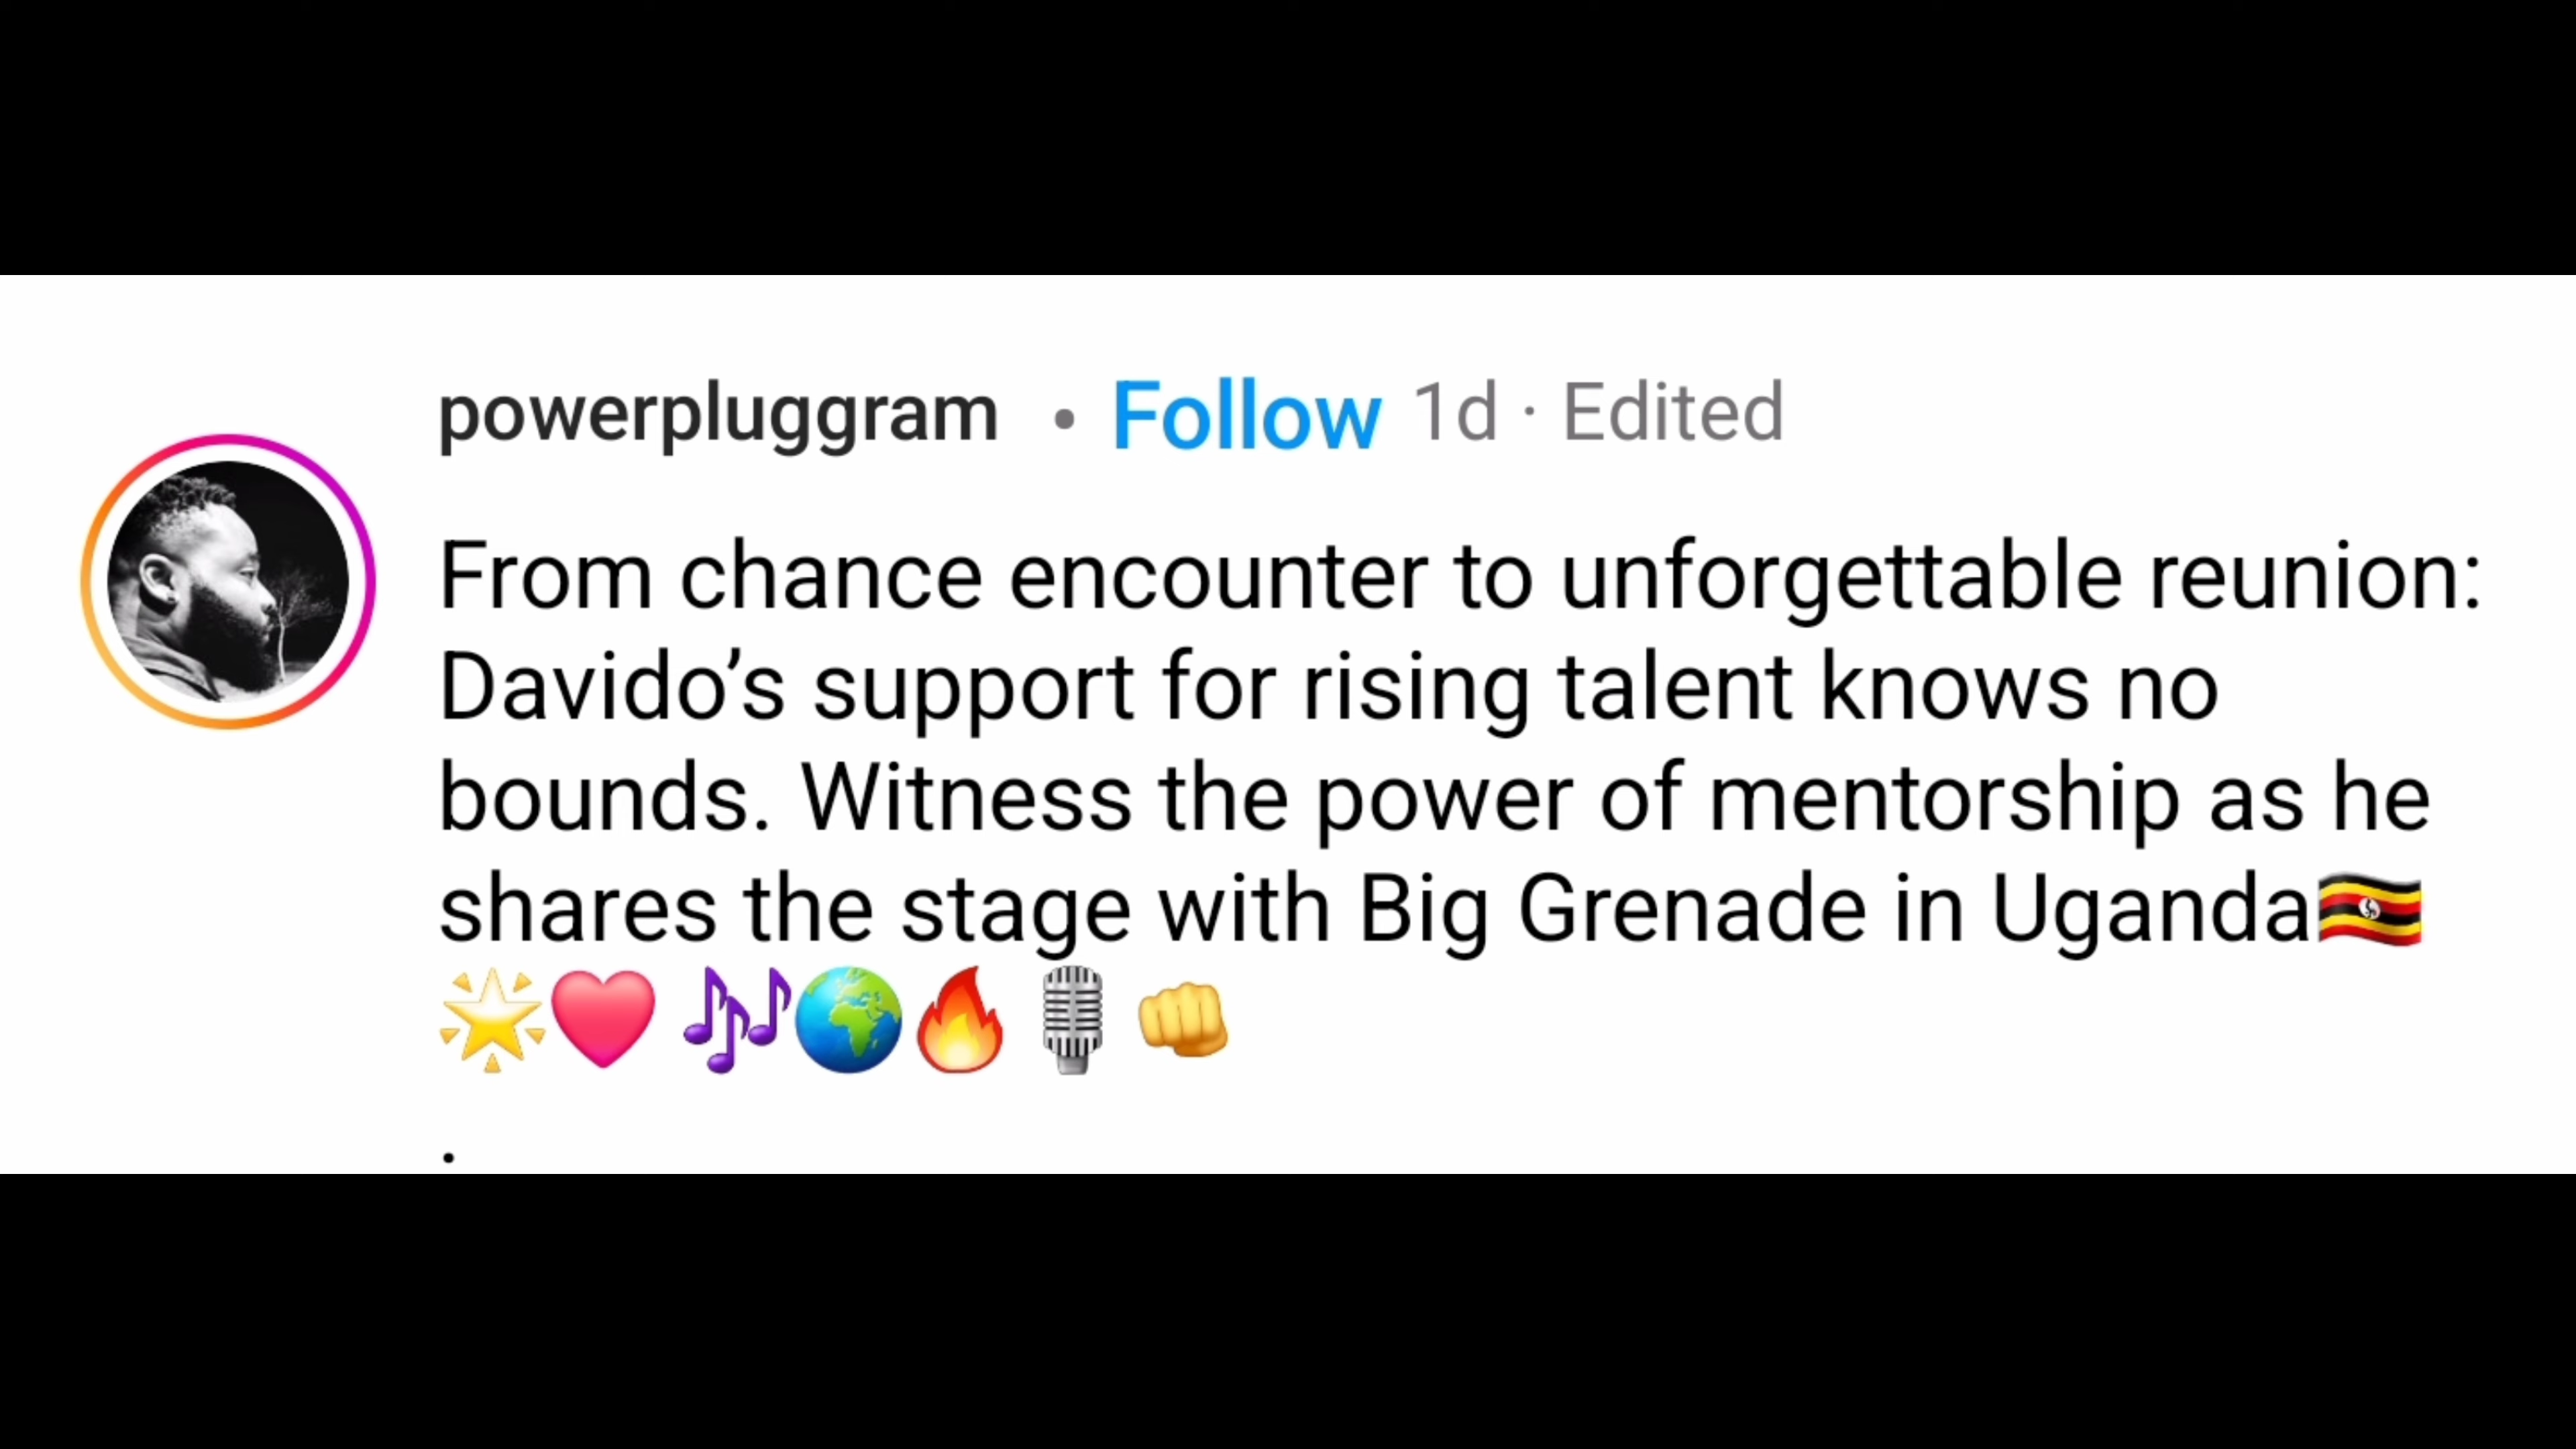 powerpluggram • Follow 1d · Edited
From chance encounter to unforgettable reunion:
Davido’s support for rising talent knows no
bounds. Witness the power of mentorship as he
shares the stage with Big Grenade in Uganda🇺🇬
🌟❤️ 🎶🌍🔥🎙️👊
.